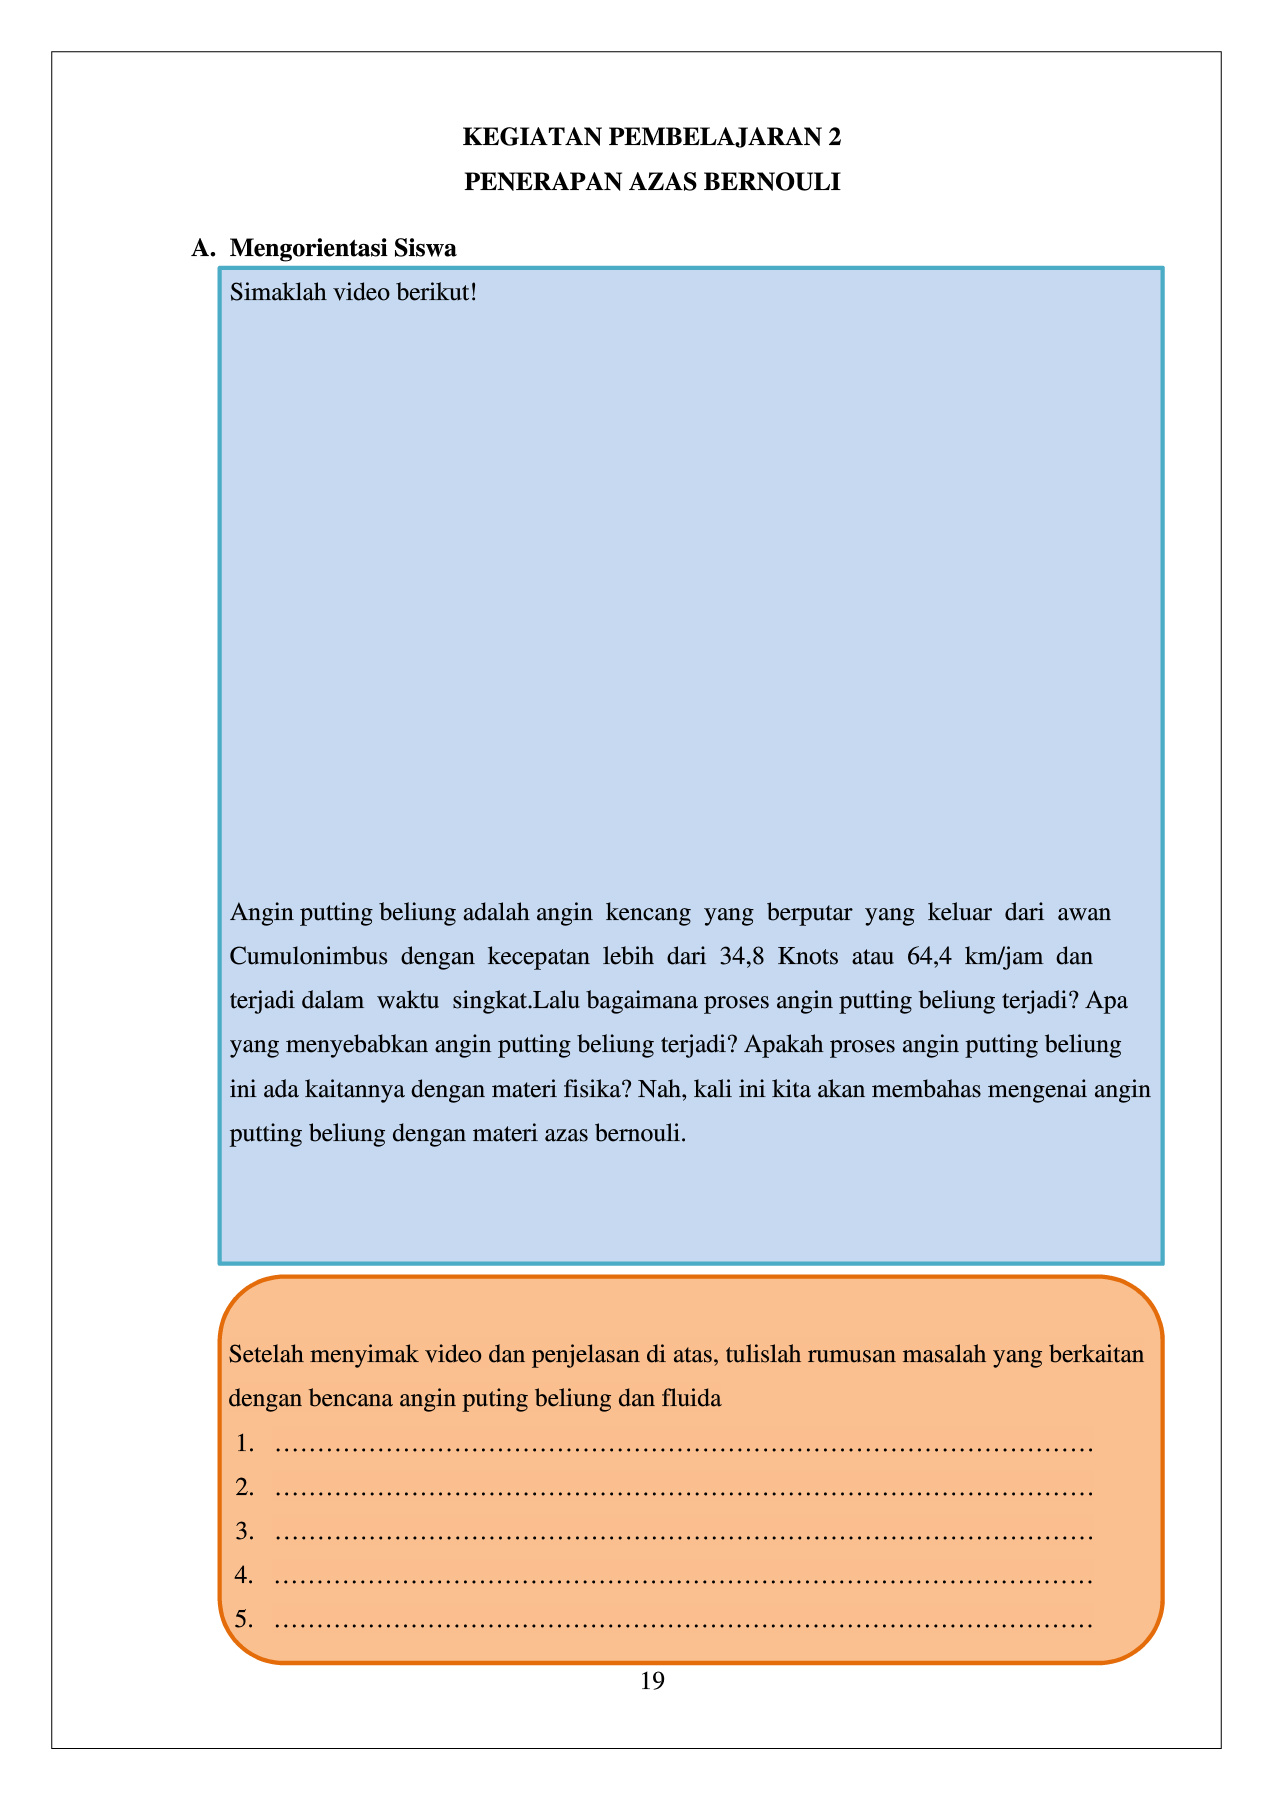 KEGIATAN PEMBELAJARAN 2
PENERAPAN AZAS BERNOULI
A. Mengorientasi Siswa
Simaklah video berikut!
Angin putting beliung adalah angin kencang yang berputar yang keluar dari awan
Cumulonimbus dengan kecepatan lebih dari 34,8 Knots atau 64,4 km/jam dan
terjadi dalam waktu singkat.Lalu bagaimana proses angin putting beliung terjadi? Apa
yang menyebabkan angin putting beliung terjadi? Apakah proses angin putting beliung
ini ada kaitannya dengan materi fisika? Nah, kali ini kita akan membahas mengenai angin
putting beliung dengan materi azas bernouli.
Setelah menyimak video dan penjelasan di atas, tulislah rumusan masalah yang berkaitan
dengan bencana angin puting beliung dan fluida
1. ……………………………………………………………………………………
2. ……………………………………………………………………………………
3. ……………………………………………………………………………………
4. ……………………………………………………………………………………
5. ……………………………………………………………………………………
19